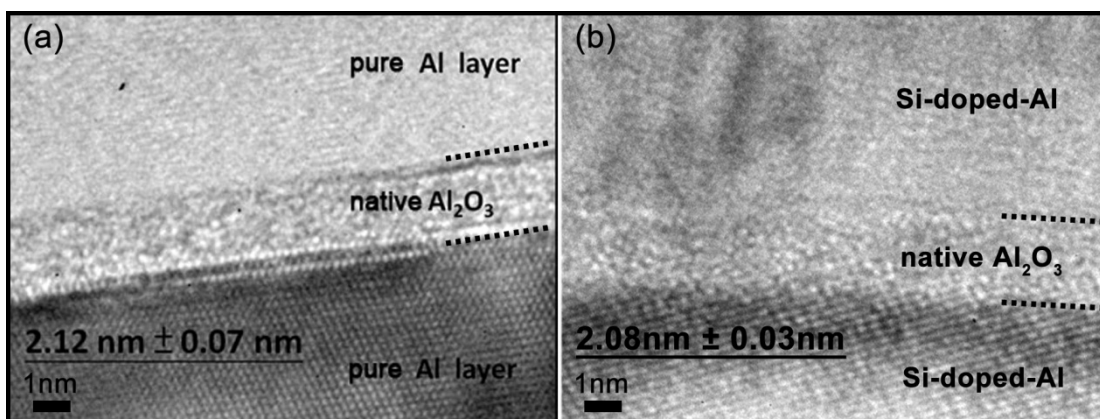 (a)
pure Al layer
native Al₂O₃
2.12 nm ± 0.07 nm
1nm
pure Al layer
(b)
Si-doped-Al
native Al₂O₃
2.08nm ± 0.03nm
1nm
Si-doped-Al